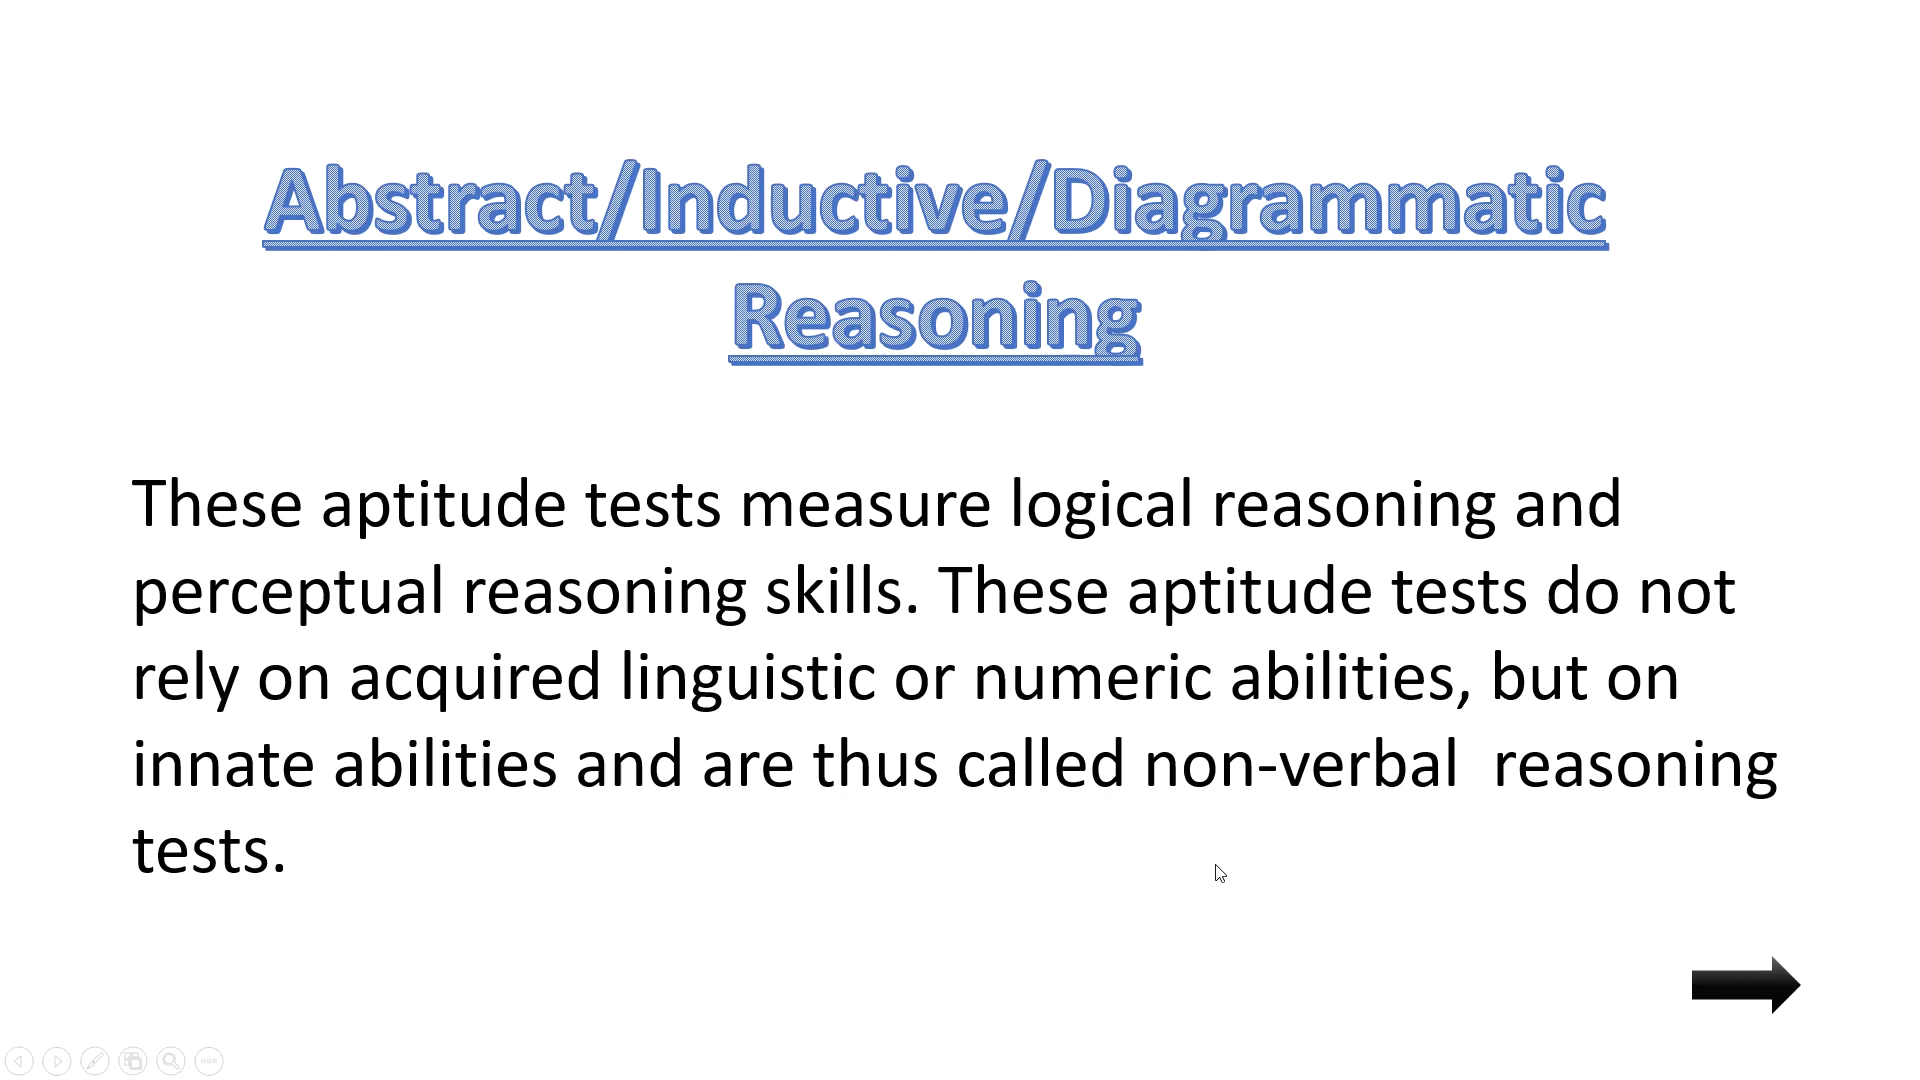 Abstract/Inductive/Diagrammatic
Reasoning
These aptitude tests measure logical reasoning and
perceptual reasoning skills. These aptitude tests do not
rely on acquired linguistic or numeric abilities, but on
innate abilities and are thus called non-verbal  reasoning
tests.